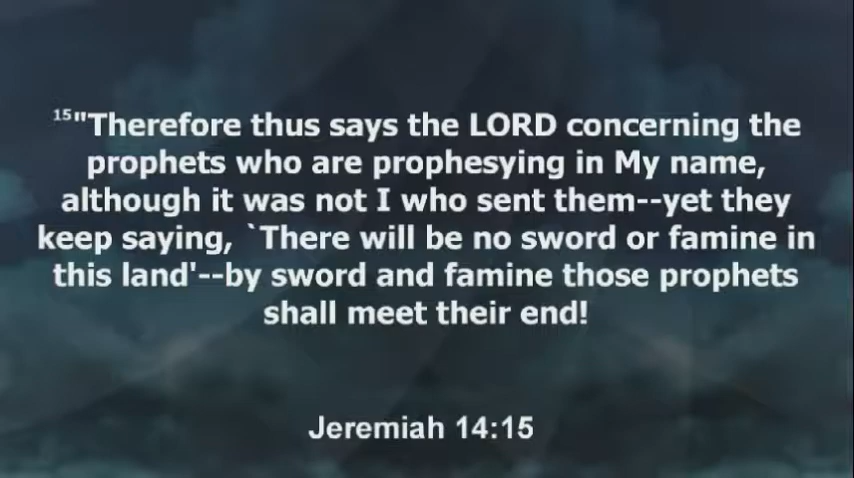 15"Therefore thus says the LORD concerning the
prophets who are prophesying in My name,
although it was not I who sent them--yet they
keep saying, `There will be no sword or famine in
this land'--by sword and famine those prophets
shall meet their end!
Jeremiah 14:15